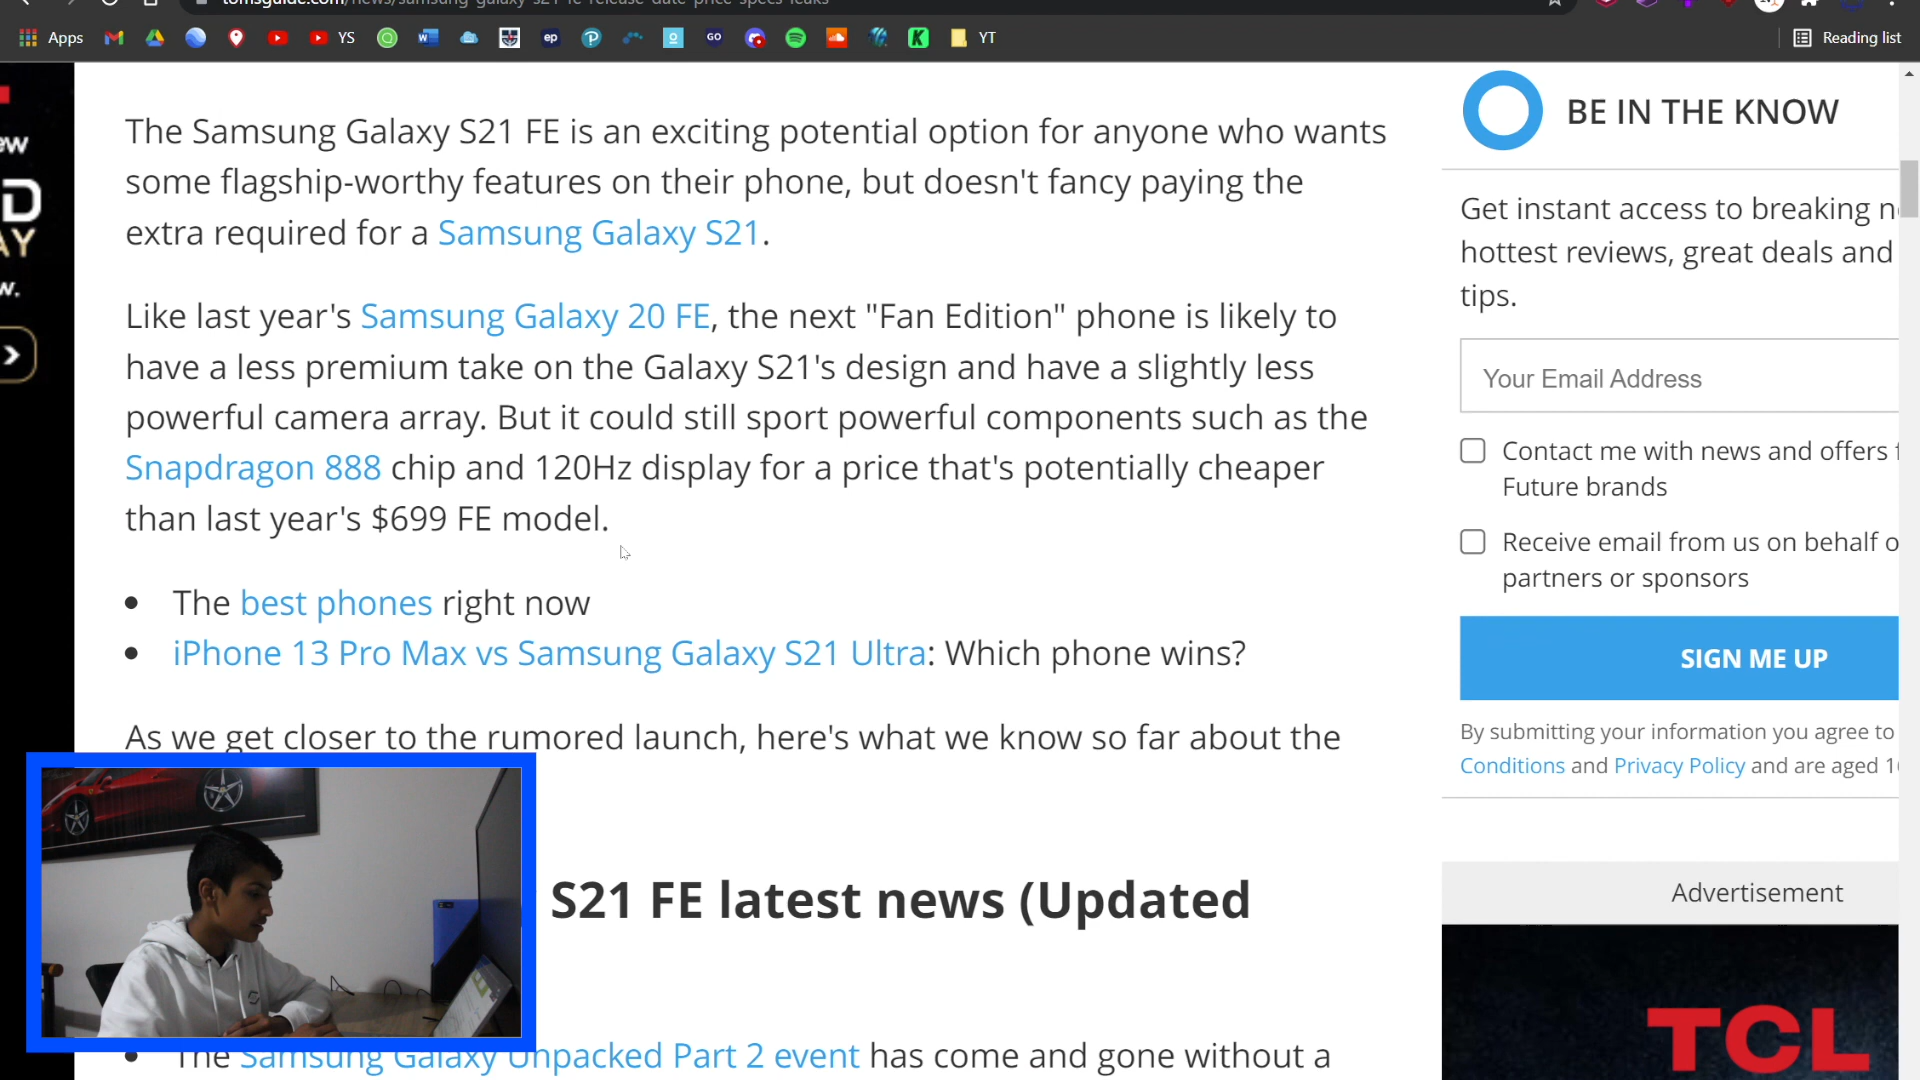 tomsguide.com/news/samsung-galaxy-s21-fe-release-date-price-specs-leaks
Apps
YS
ep
GO
YT
Reading list
ew
D
AY
w.
The Samsung Galaxy S21 FE is an exciting potential option for anyone who wants
some flagship-worthy features on their phone, but doesn't fancy paying the
extra required for a Samsung Galaxy S21.
Like last year's Samsung Galaxy 20 FE, the next "Fan Edition" phone is likely to
have a less premium take on the Galaxy S21's design and have a slightly less
powerful camera array. But it could still sport powerful components such as the
Snapdragon 888 chip and 120Hz display for a price that's potentially cheaper
than last year's $699 FE model.
• The best phones right now
• iPhone 13 Pro Max vs Samsung Galaxy S21 Ultra: Which phone wins?
As we get closer to the rumored launch, here's what we know so far about the
S21 FE latest news (Updated
• The Samsung Galaxy Unpacked Part 2 event has come and gone without a
BE IN THE KNOW
Get instant access to breaking n
hottest reviews, great deals and
tips.
Your Email Address
Contact me with news and offers f
Future brands
Receive email from us on behalf o
partners or sponsors
SIGN ME UP
By submitting your information you agree to
Conditions and Privacy Policy and are aged 1
Advertisement
TCL